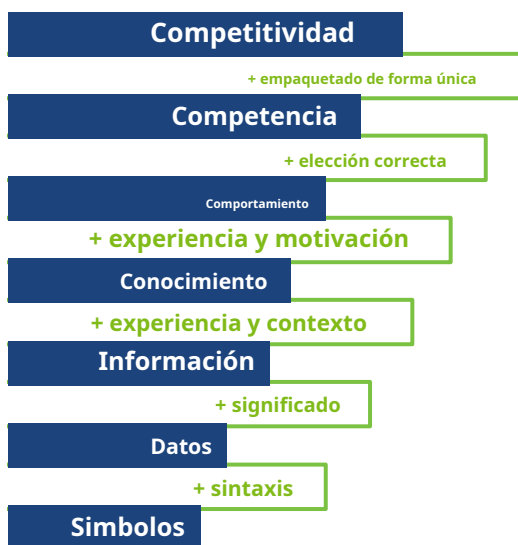 Competitividad
+ empaquetado de forma única
Competencia
+ elección correcta
Comportamiento
+ experiencia y motivación
Conocimiento
+ experiencia y contexto
Información
+ significado
Datos
+ sintaxis
Simbolos